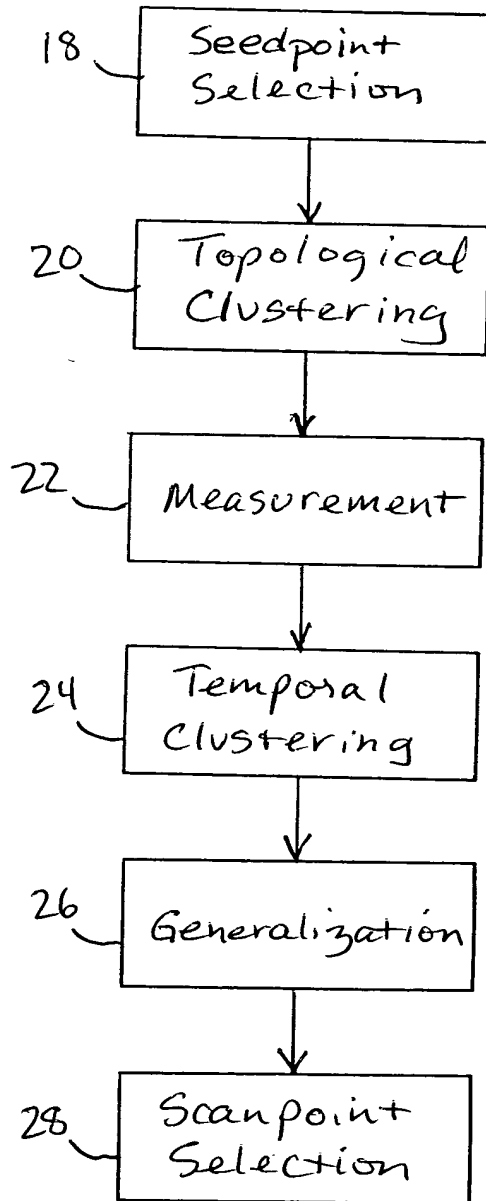 18
Seedpoint
Selection
20
Topological
Clustering
22
Measurement
24
Temporal
Clustering
26
Generalization
28
Scanpoint
Selection